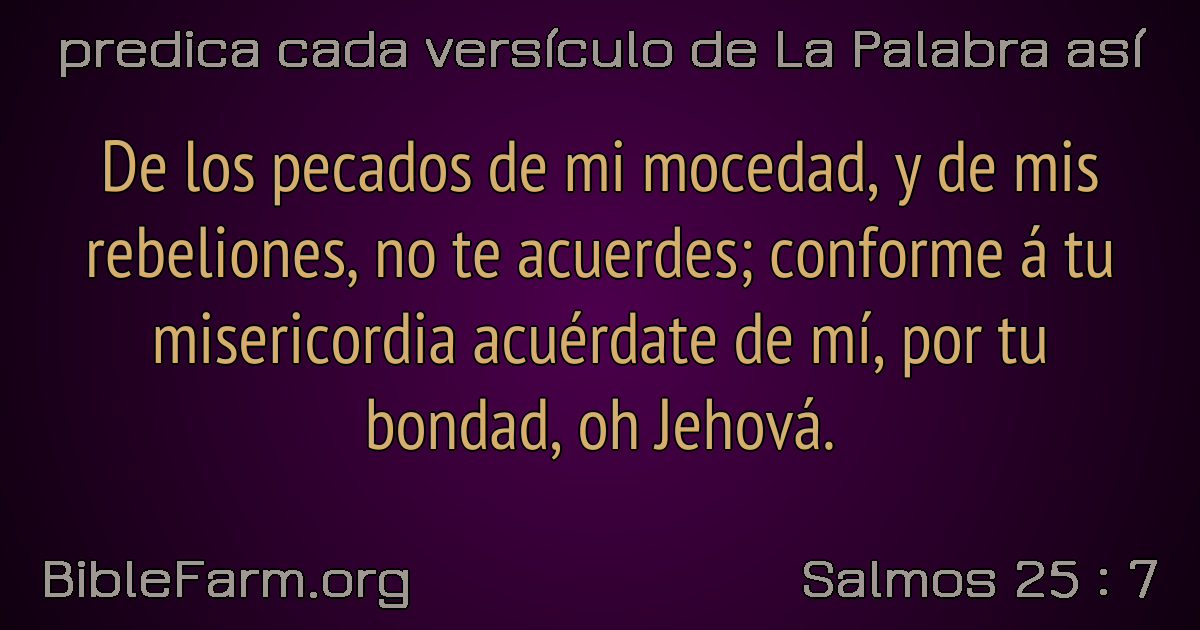 predica cada versículo de La Palabra así
De los pecados de mi mocedad, y de mis
rebeliones, no te acuerdes; conforme á tu
misericordia acuérdate de mí, por tu
bondad, oh Jehová.
BibleFarm.org
Salmos 25 : 7